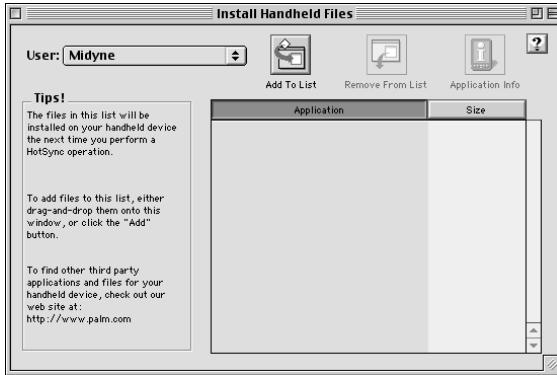 Install Handheld Files
User: Midyne
Add To List
Remove From List
Application Info
?
Tips!
The files in this list will be
installed on your handheld device
the next time you perform a
HotSync operation.
To add files to this list, either
drag-and-drop them onto this
window, or click the "Add"
button.
To find other third party
applications and files for your
handheld device, check out our
web site at:
http://www.palm.com
Application
Size